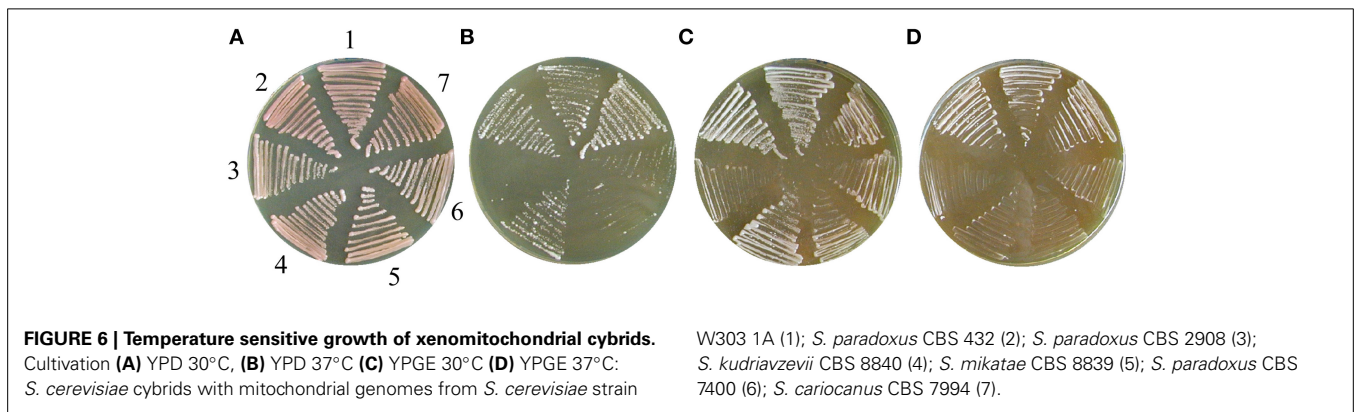 A
B
C
D
1
2
7
3
6
4
5
FIGURE 6 | Temperature sensitive growth of xenomitochondrial cybrids.
Cultivation (A) YPD 30°C, (B) YPD 37°C (C) YPGE 30°C (D) YPGE 37°C:
S. cerevisiae cybrids with mitochondrial genomes from S. cerevisiae strain
W303 1A (1); S. paradoxus CBS 432 (2); S. paradoxus CBS 2908 (3);
S. kudriavzevii CBS 8840 (4); S. mikatae CBS 8839 (5); S. paradoxus CBS
7400 (6); S. cariocanus CBS 7994 (7).